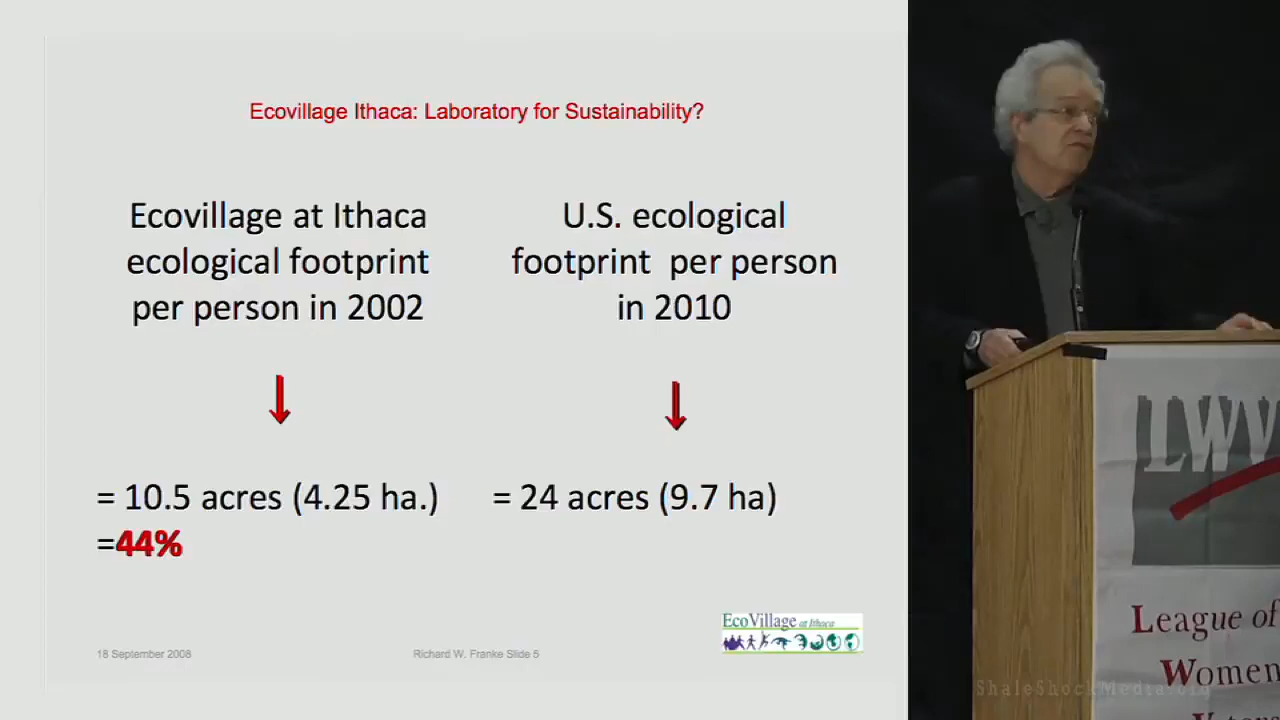 Ecovillage Ithaca: Laboratory for Sustainability?
Ecovillage at Ithaca
ecological footprint
per person in 2002
U.S. ecological
footprint per person
in 2010
= 10.5 acres (4.25 ha.)
=44%
= 24 acres (9.7 ha)
EcoVillage at Ithaca
18 September 2008
Richard W. Franke Slide 5
LWV
League of
Women
ShaleShockMedia.org